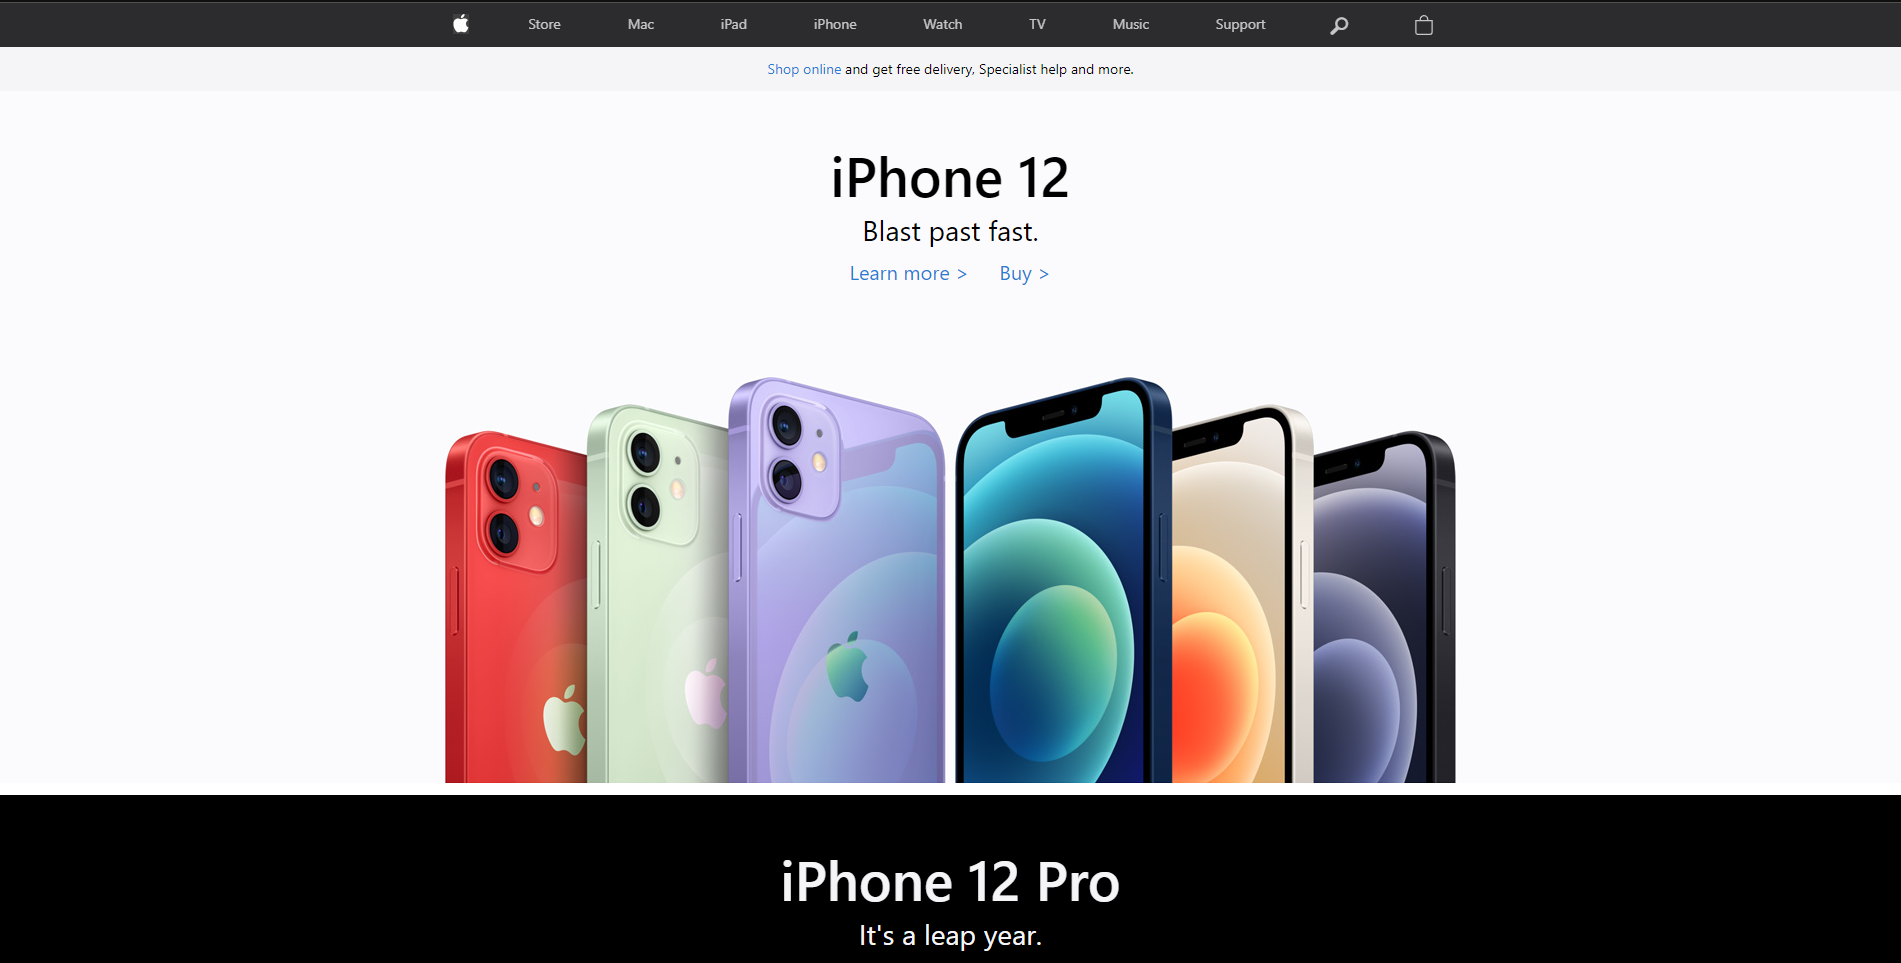 Store Mac iPad iPhone Watch TV Music Support
Shop online and get free delivery, Specialist help and more.
iPhone 12
Blast past fast.
Learn more > Buy >
iPhone 12 Pro
It's a leap year.